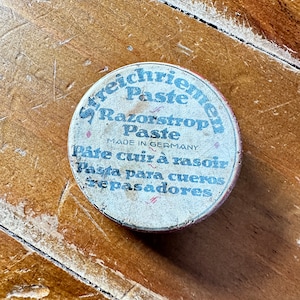 Streichriemen
Paste
Razorstrop
Paste
MADE IN GERMANY
Pâte cuir à rasoir
Pasta para cueros
repasadores